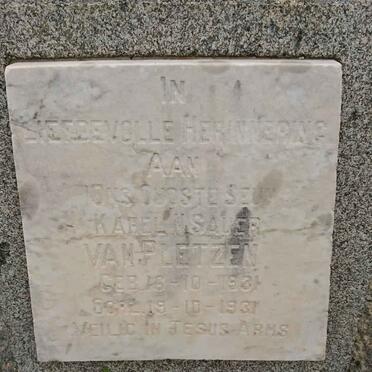 IN
LIEFDEVOLLE HERINNERING
AAN
ONS OUDSTE
KAREL
VAN PLETZEN
GEB. 18-10-1931
OORL. 19-10-1931
VEILIG IN JESUS ARMS